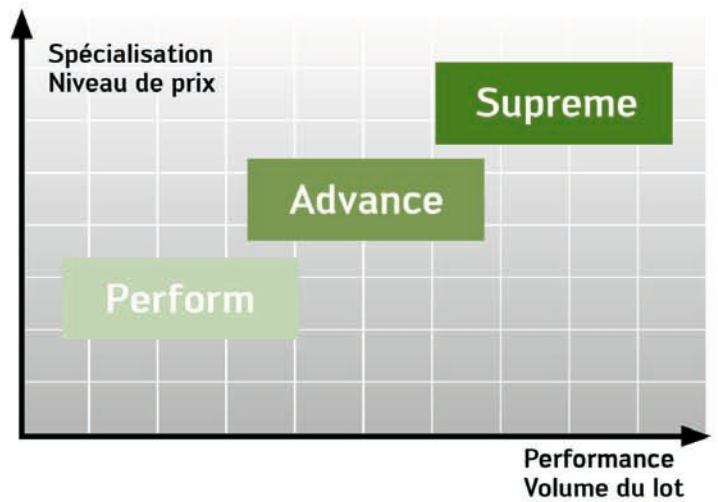 Spécialisation
Niveau de prix
Supreme
Advance
Perform
Performance
Volume du lot